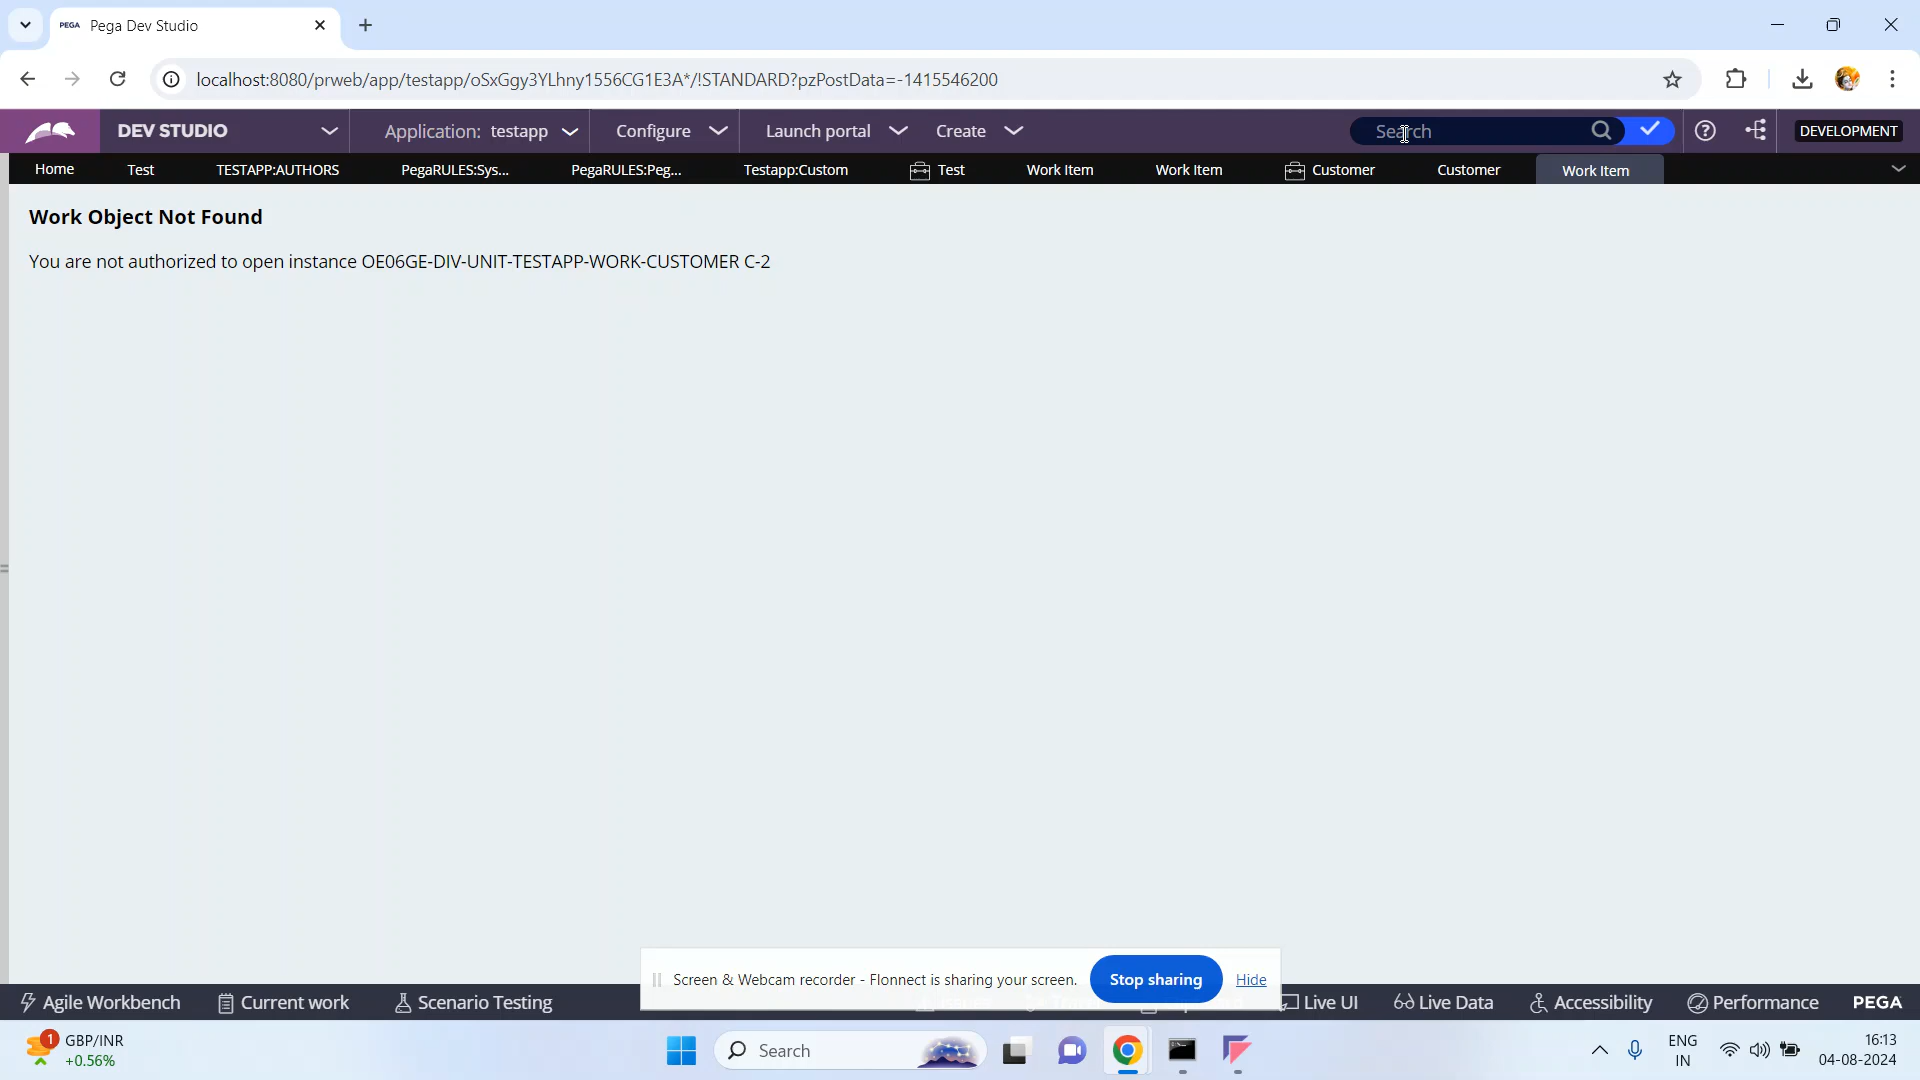 PEGA Pega Dev Studio
localhost:8080/prweb/app/testapp/oSxGgy3YLhny1556CG1E3A*/!STANDARD?pzPostData=-1415546200
DEV STUDIO Application: testapp Configure Launch portal Create Search DEVELOPMENT
Home Test TESTAPP:AUTHORS PegaRULES:Sys... PegaRULES:Peg... Testapp:Custom Test Work Item Work Item Customer Customer Work Item
Work Object Not Found
You are not authorized to open instance OE06GE-DIV-UNIT-TESTAPP-WORK-CUSTOMER C-2
Screen & Webcam recorder - Flonnect is sharing your screen. Stop sharing Hide
Agile Workbench Current work Scenario Testing Live UI Live Data Accessibility Performance PEGA
1 GBP/INR
+0.56%
Search
ENG
IN
16:13
04-08-2024